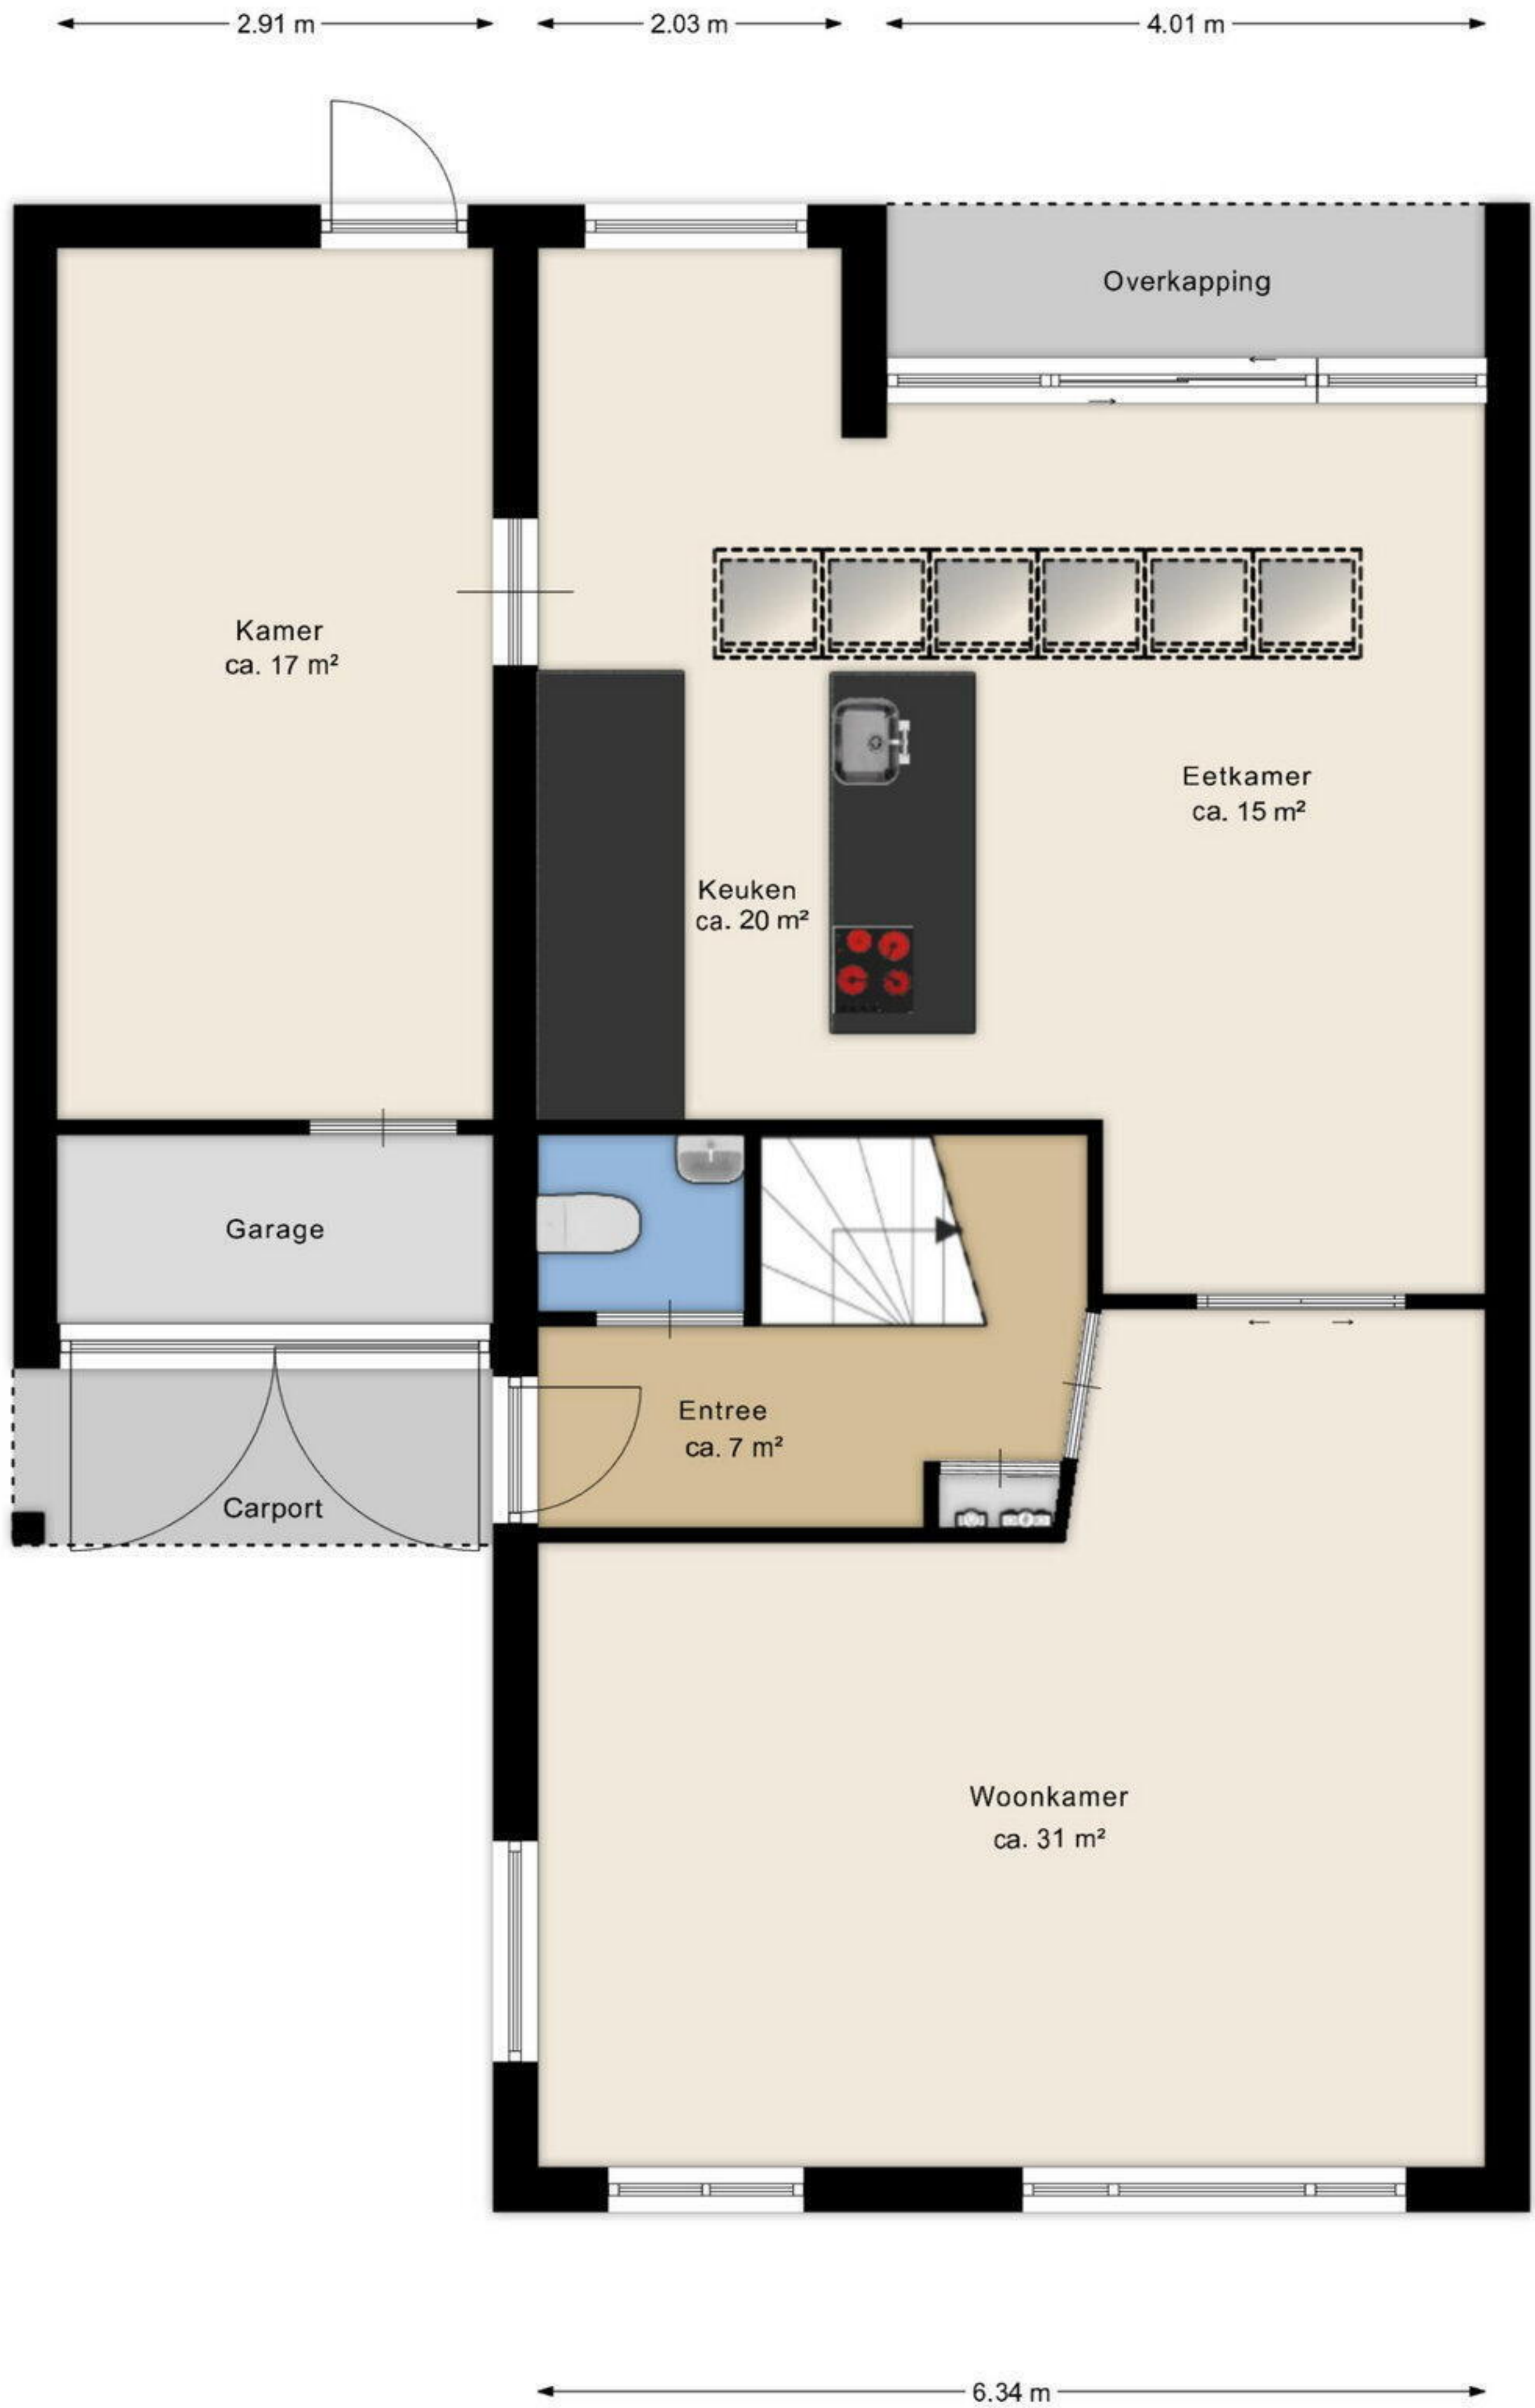 2.91 m
2.03 m
4.01 m
Overkapping
Kamer
ca. 17 m²
Eetkamer
ca. 15 m²
Keuken
ca. 20 m²
Garage
Entree
ca. 7 m²
Carport
Woonkamer
ca. 31 m²
6.34 m